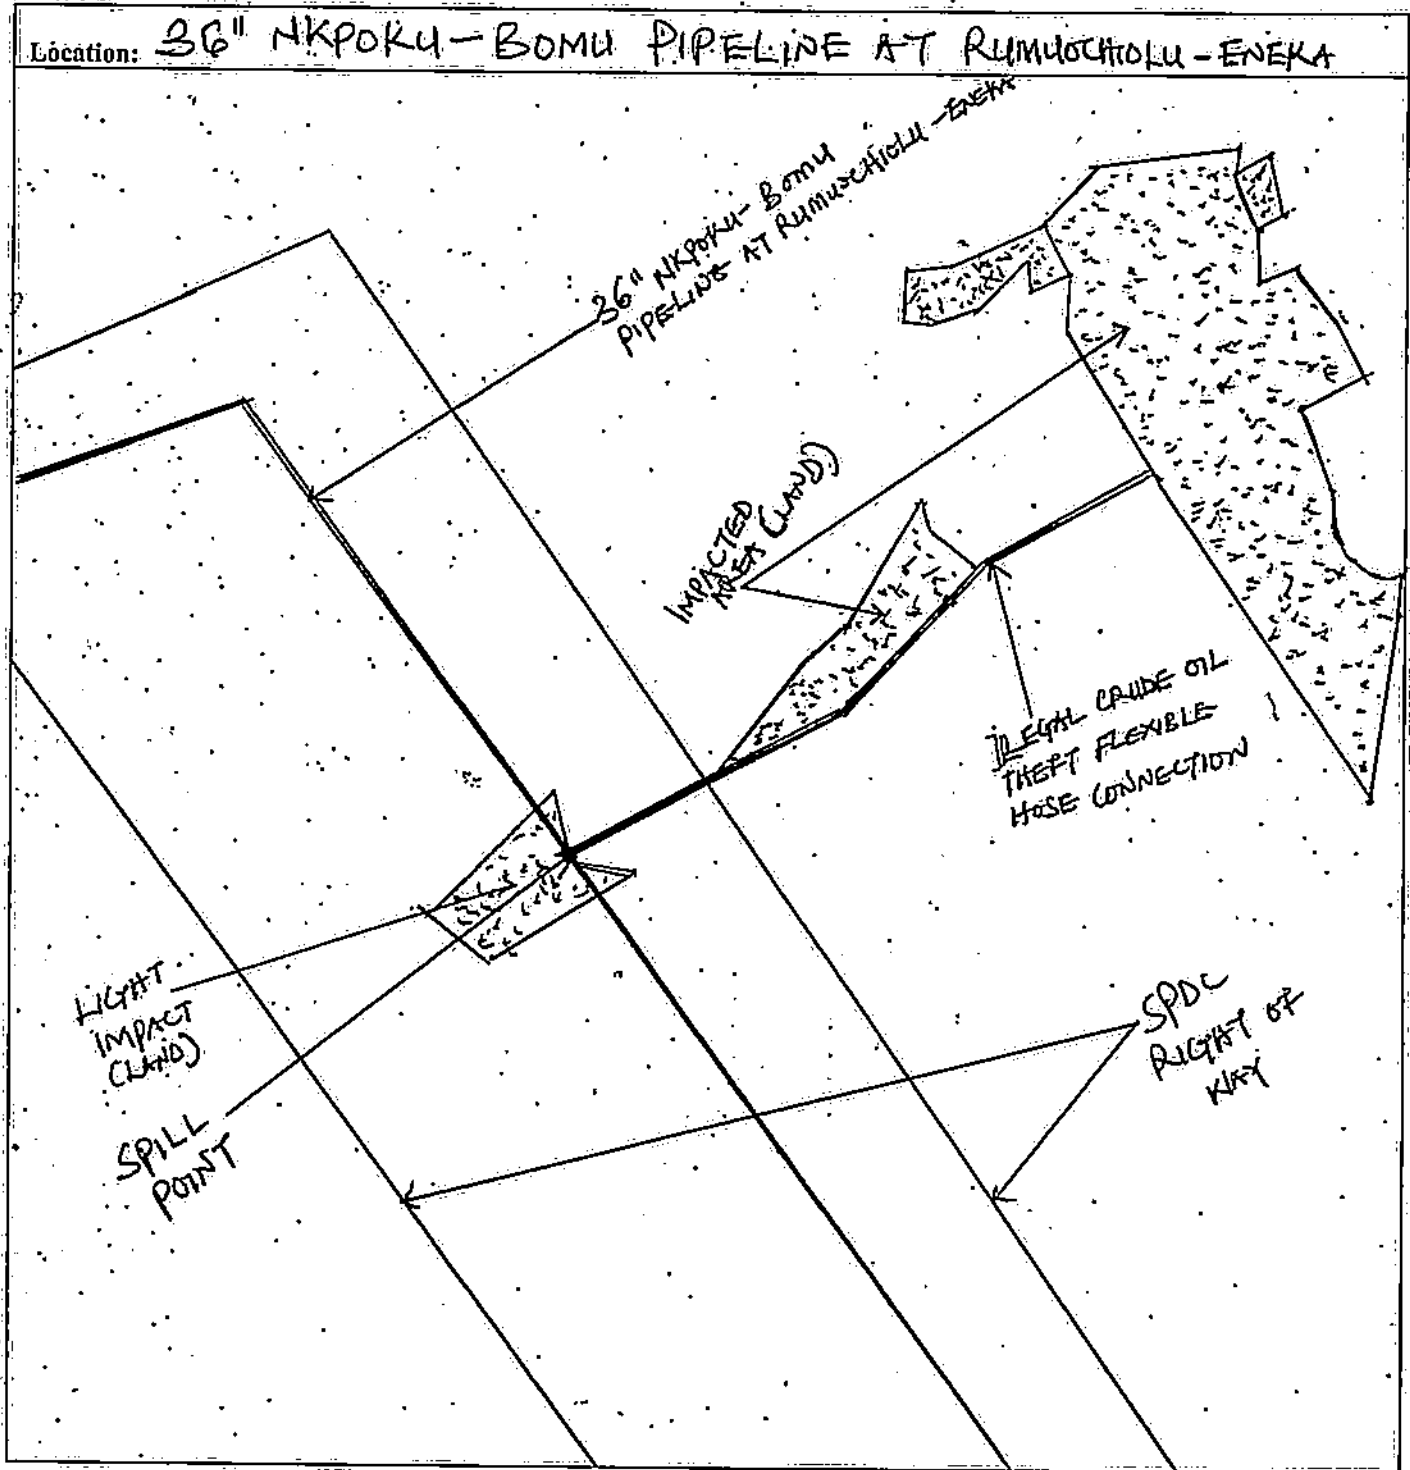 Location: 36" NKPOKU-BOMU PIPELINE AT RUMUOCHIOLU-ENEKA
36" NKPOKU-BOMU
PIPELINE AT RUMUOCHIOLU-ENEKA
IMPACTED
AREA (LAND)
ILLEGAL CRUDE OIL
THEFT FLEXIBLE
HOSE CONNECTION
LIGHT
IMPACT
(LAND)
SPILL
POINT
SPDC
RIGHT OF
WAY